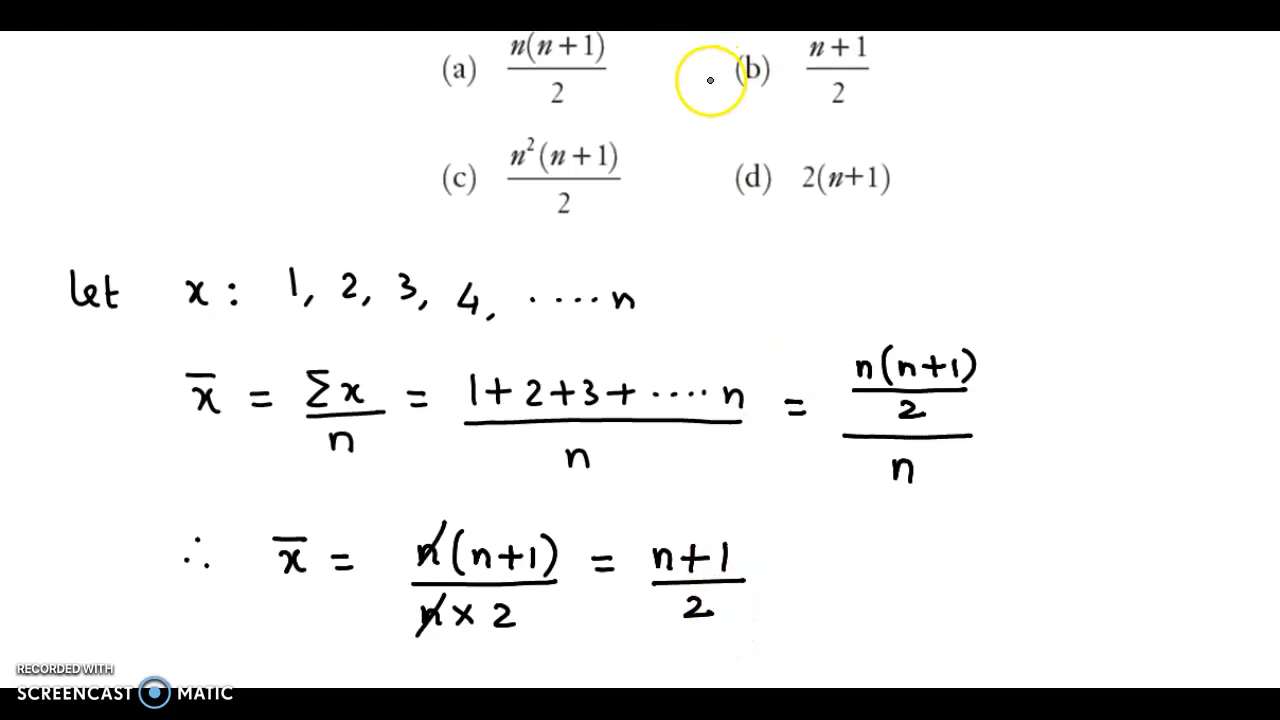 (a) n(n+1)/2 (b) n+1/2
(c) n²(n+1)/2 (d) 2(n+1)
let x : 1, 2, 3, 4, ..... n
x̅ = Σx/n = 1+2+3+.....n/n = n(n+1)/2/n
∴ x̅ = n(n+1)/n×2 = n+1/2
RECORDED WITH
SCREENCAST MATIC